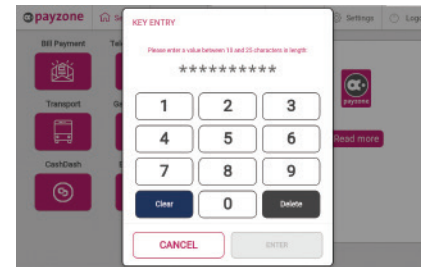 payzone
KEY ENTRY
Settings
Bill Payment
Please enter a value between 10 and 25 characters in length!
**********
Transport
CashDash
1 2 3
4 5 6
7 8 9
Clear 0 Delete
CANCEL ENTER
payzone
Read more